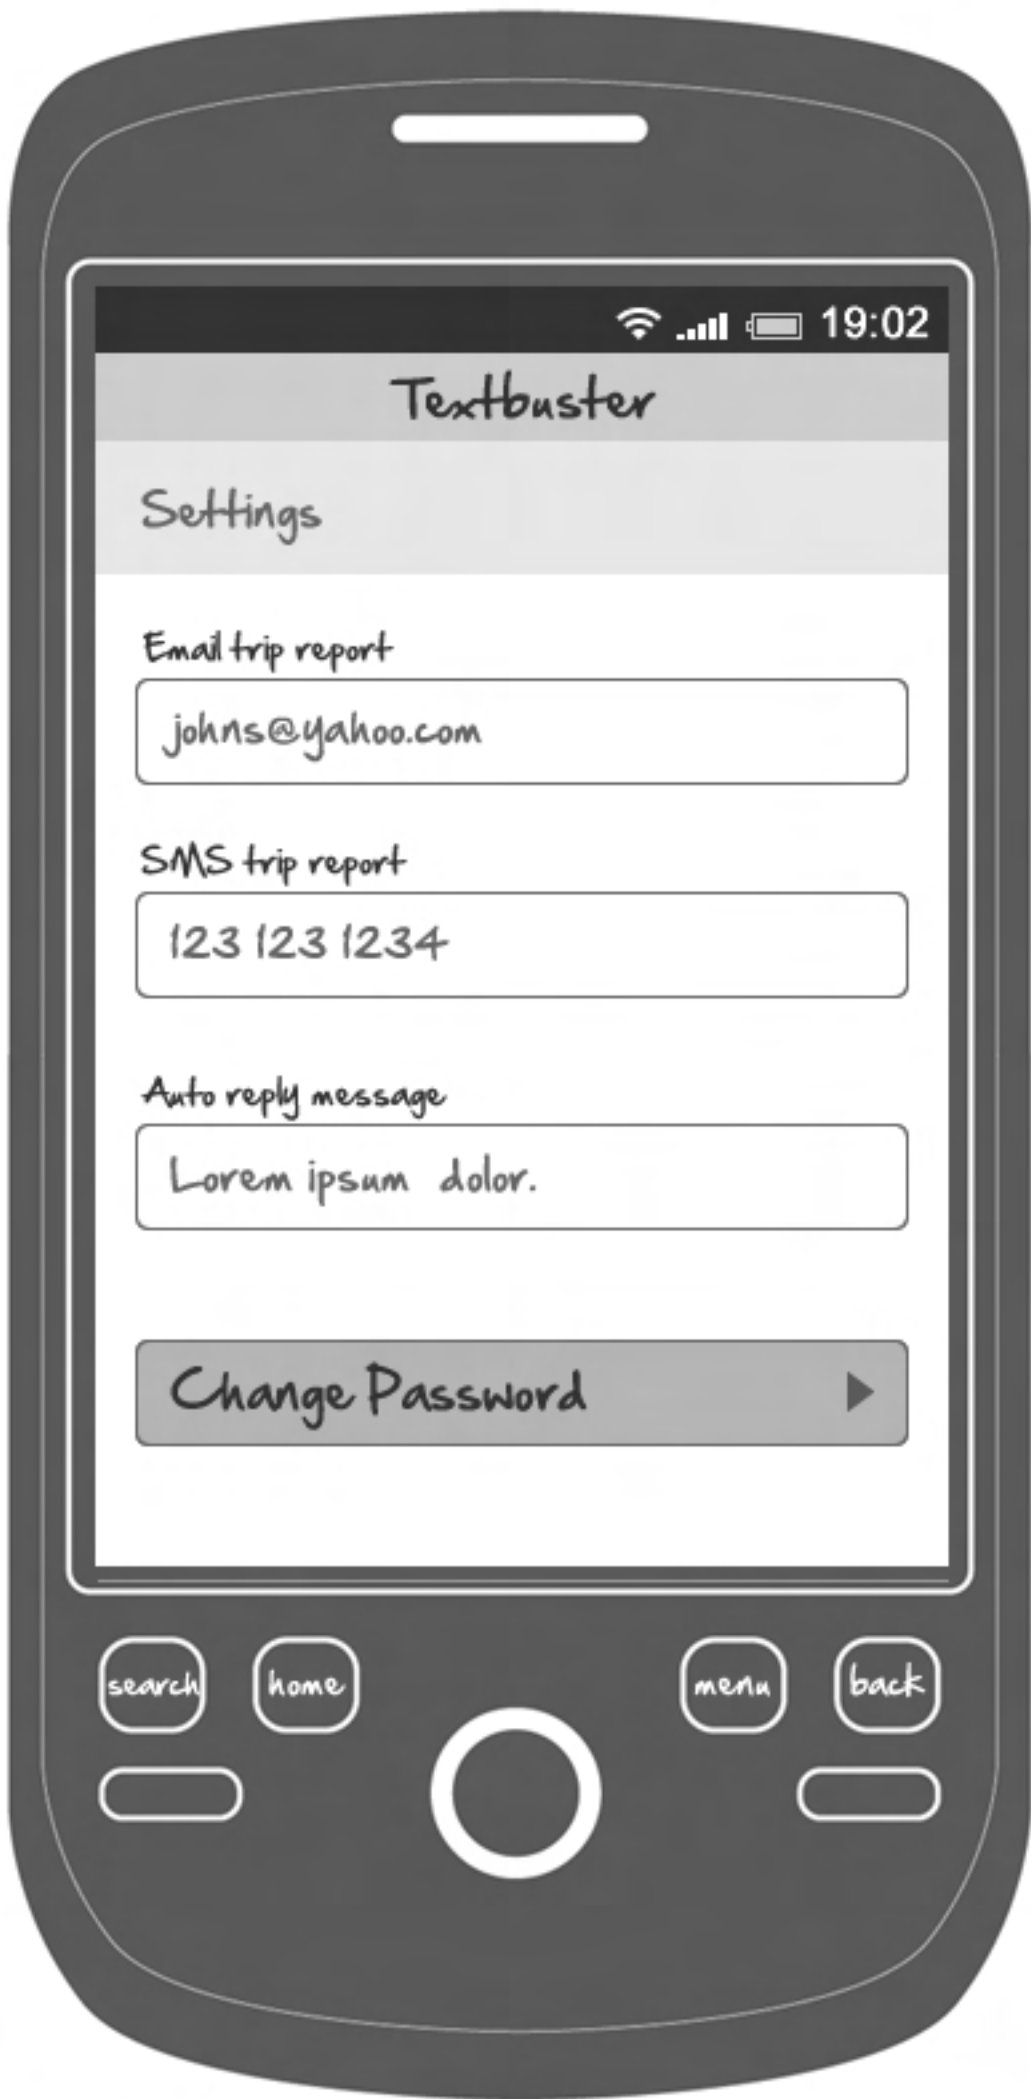 19:02
Textbuster
Settings
Email trip report
johns@yahoo.com
SMS trip report
123 123 1234
Auto reply message
Lorem ipsum dolor.
Change Password
search home menu back